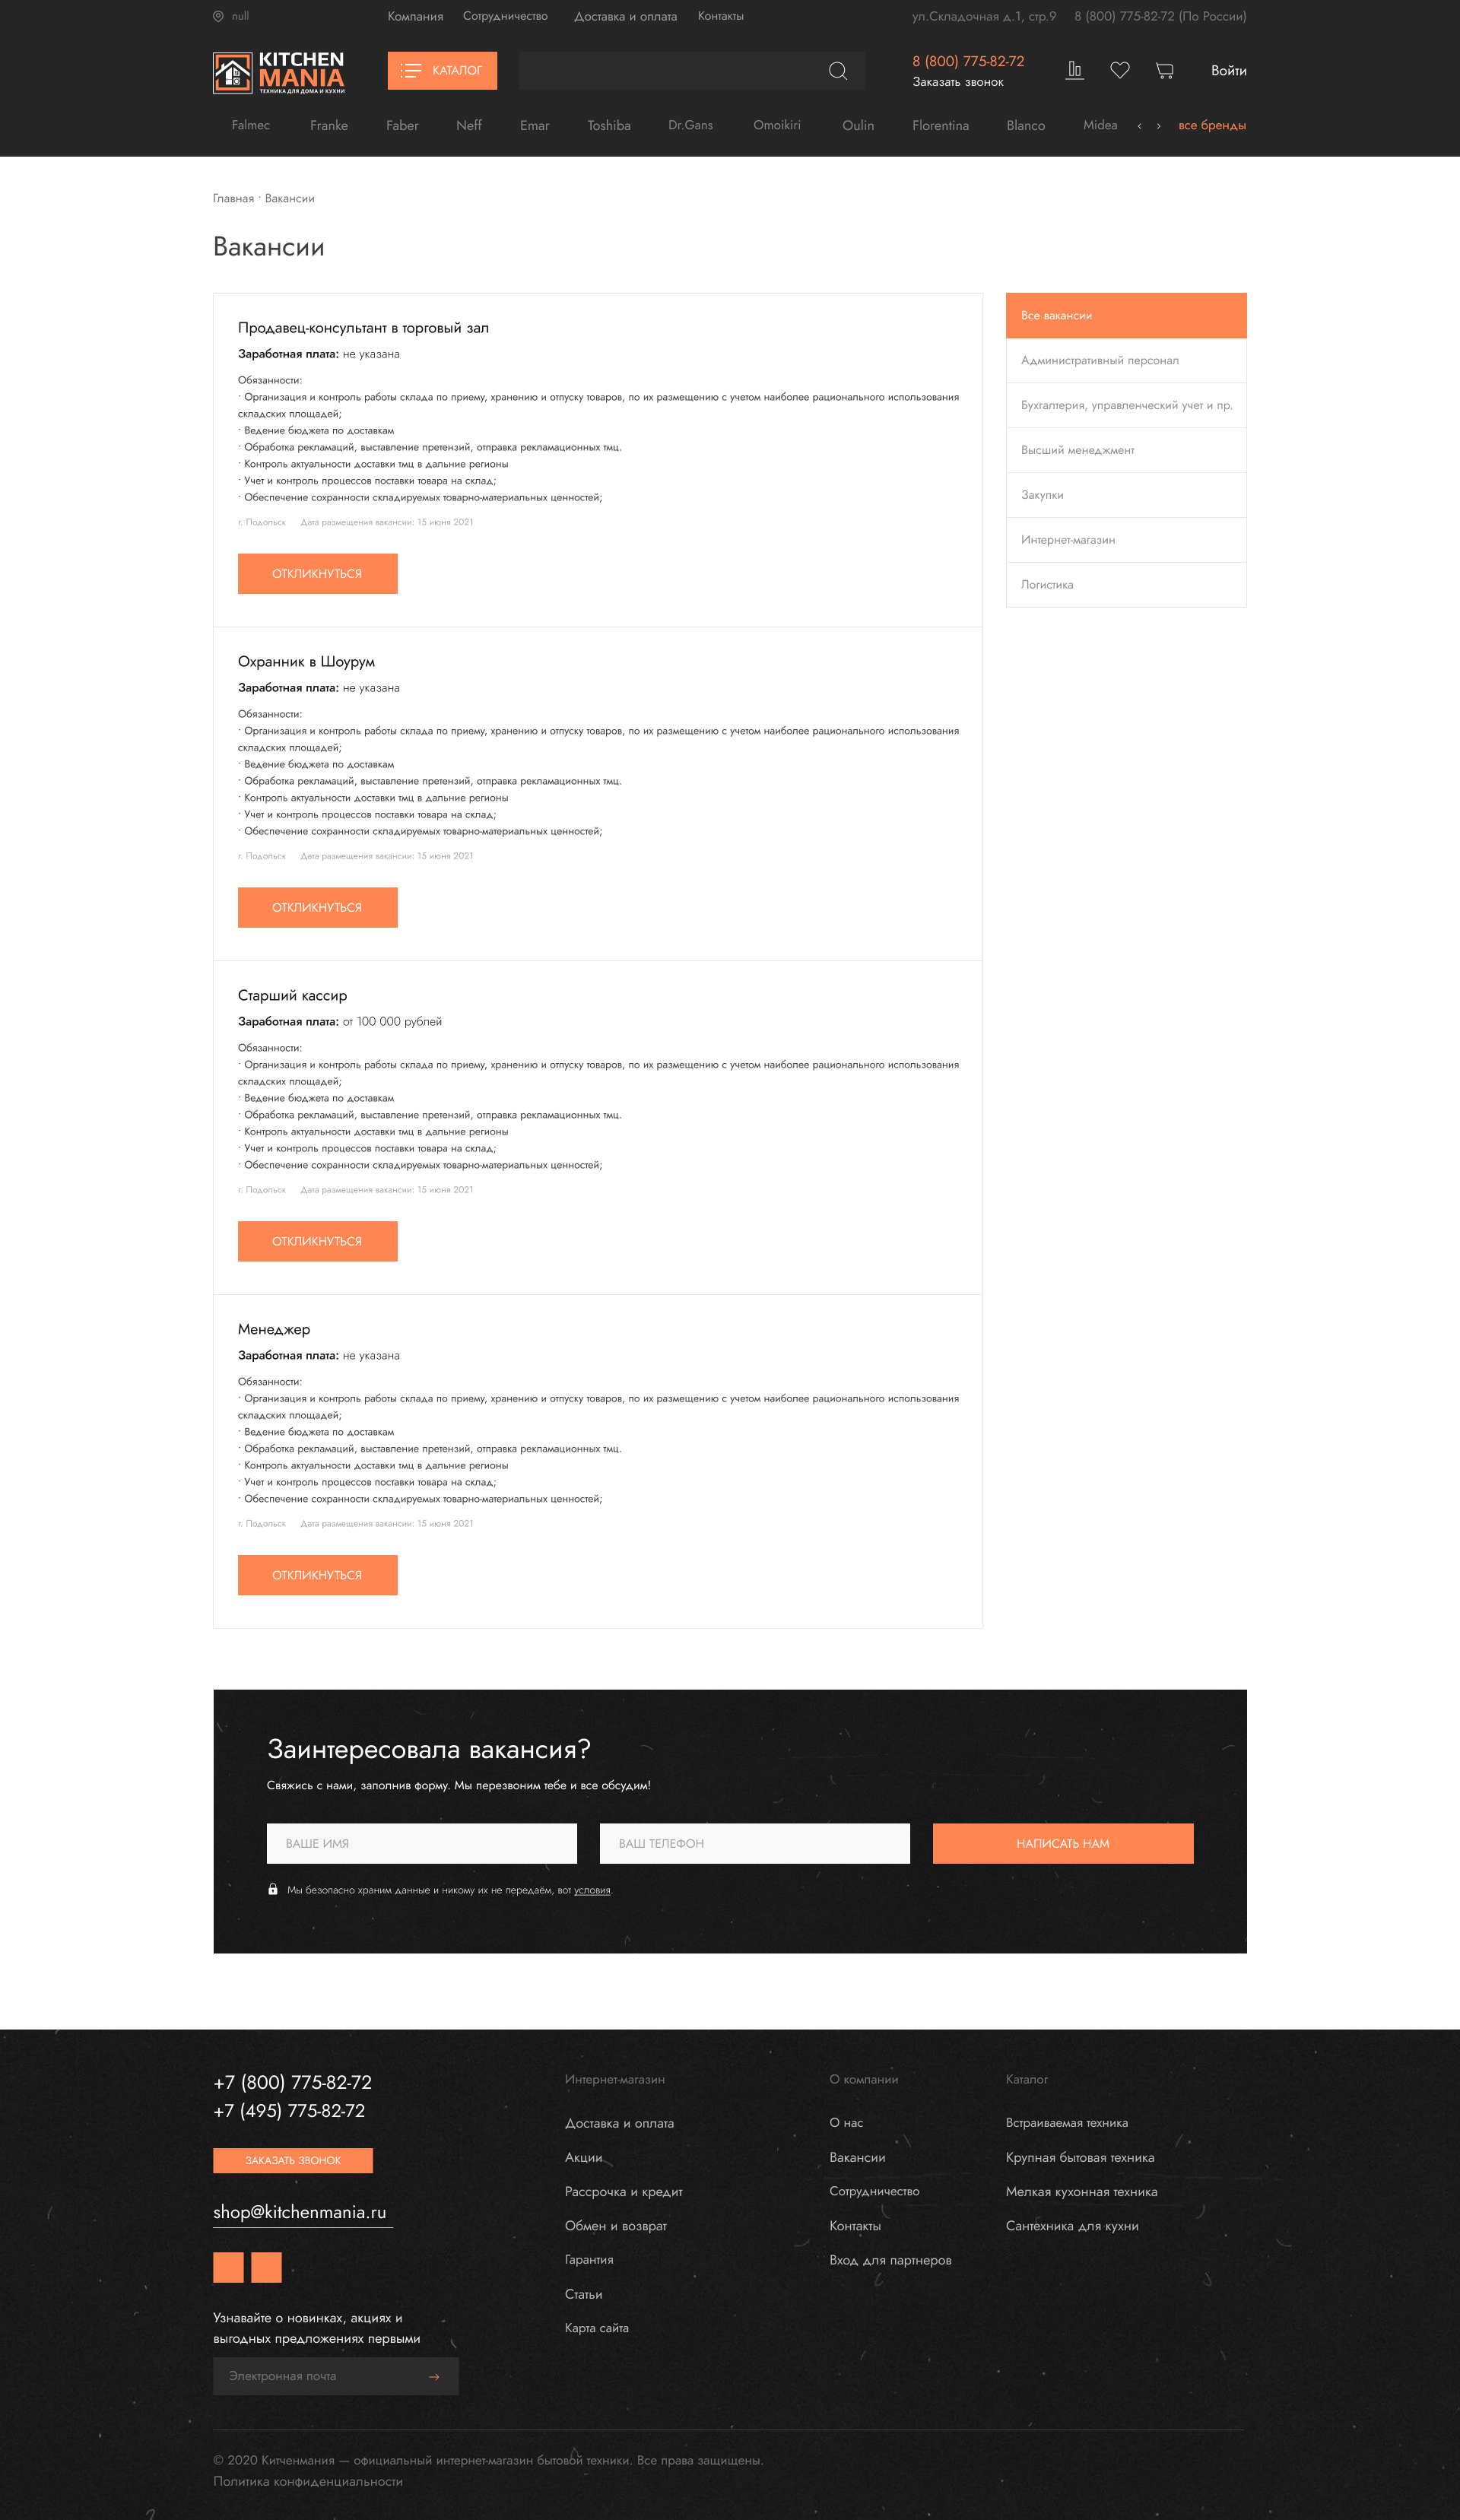 null
Компания
Сотрудничество
Доставка и оплата
Контакты
ул.Складочная д.1, стр.9
8 (800) 775-82-72 (По России)
KITCHEN
MANIA
ТЕХНИКА ДЛЯ ДОМА И КУХНИ
КАТАЛОГ
8 (800) 775-82-72
Заказать звонок
Войти
Falmec
Franke
Faber
Neff
Emar
Toshiba
Dr.Gans
Omoikiri
Oulin
Florentina
Blanco
Midea
все бренды
Главная · Вакансии
Вакансии
Продавец-консультант в торговый зал
Заработная плата: не указана
Обязанности:
· Организация и контроль работы склада по приему, хранению и отпуску товаров, по их размещению с учетом наиболее рационального использования
складских площадей;
· Ведение бюджета по доставкам
· Обработка рекламаций, выставление претензий, отправка рекламационных тмц.
· Контроль актуальности доставки тмц в дальние регионы
· Учет и контроль процессов поставки товара на склад;
· Обеспечение сохранности складируемых товарно-материальных ценностей;
г. Подольск
Дата размещения вакансии: 15 июня 2021
ОТКЛИКНУТЬСЯ
Охранник в Шоурум
Заработная плата: не указана
Обязанности:
· Организация и контроль работы склада по приему, хранению и отпуску товаров, по их размещению с учетом наиболее рационального использования
складских площадей;
· Ведение бюджета по доставкам
· Обработка рекламаций, выставление претензий, отправка рекламационных тмц.
· Контроль актуальности доставки тмц в дальние регионы
· Учет и контроль процессов поставки товара на склад;
· Обеспечение сохранности складируемых товарно-материальных ценностей;
г. Подольск
Дата размещения вакансии: 15 июня 2021
ОТКЛИКНУТЬСЯ
Старший кассир
Заработная плата: от 100 000 рублей
Обязанности:
· Организация и контроль работы склада по приему, хранению и отпуску товаров, по их размещению с учетом наиболее рационального использования
складских площадей;
· Ведение бюджета по доставкам
· Обработка рекламаций, выставление претензий, отправка рекламационных тмц.
· Контроль актуальности доставки тмц в дальние регионы
· Учет и контроль процессов поставки товара на склад;
· Обеспечение сохранности складируемых товарно-материальных ценностей;
г. Подольск
Дата размещения вакансии: 15 июня 2021
ОТКЛИКНУТЬСЯ
Менеджер
Заработная плата: не указана
Обязанности:
· Организация и контроль работы склада по приему, хранению и отпуску товаров, по их размещению с учетом наиболее рационального использования
складских площадей;
· Ведение бюджета по доставкам
· Обработка рекламаций, выставление претензий, отправка рекламационных тмц.
· Контроль актуальности доставки тмц в дальние регионы
· Учет и контроль процессов поставки товара на склад;
· Обеспечение сохранности складируемых товарно-материальных ценностей;
г. Подольск
Дата размещения вакансии: 15 июня 2021
ОТКЛИКНУТЬСЯ
Все вакансии
Административный персонал
Бухгалтерия, управленческий учет и пр.
Высший менеджмент
Закупки
Интернет-магазин
Логистика
Заинтересовала вакансия?
Свяжись с нами, заполнив форму. Мы перезвоним тебе и все обсудим!
ВАШЕ ИМЯ
ВАШ ТЕЛЕФОН
НАПИСАТЬ НАМ
Мы безопасно храним данные и никому их не передаём, вот условия.
+7 (800) 775-82-72
+7 (495) 775-82-72
ЗАКАЗАТЬ ЗВОНОК
shop@kitchenmania.ru
Узнавайте о новинках, акциях и
выгодных предложениях первыми
Электронная почта
Интернет-магазин
Доставка и оплата
Акции
Рассрочка и кредит
Обмен и возврат
Гарантия
Статьи
Карта сайта
О компании
О нас
Вакансии
Сотрудничество
Контакты
Вход для партнеров
Каталог
Встраиваемая техника
Крупная бытовая техника
Мелкая кухонная техника
Сантехника для кухни
© 2020 Китченмания — официальный интернет-магазин бытовой техники. Все права защищены.
Политика конфиденциальности